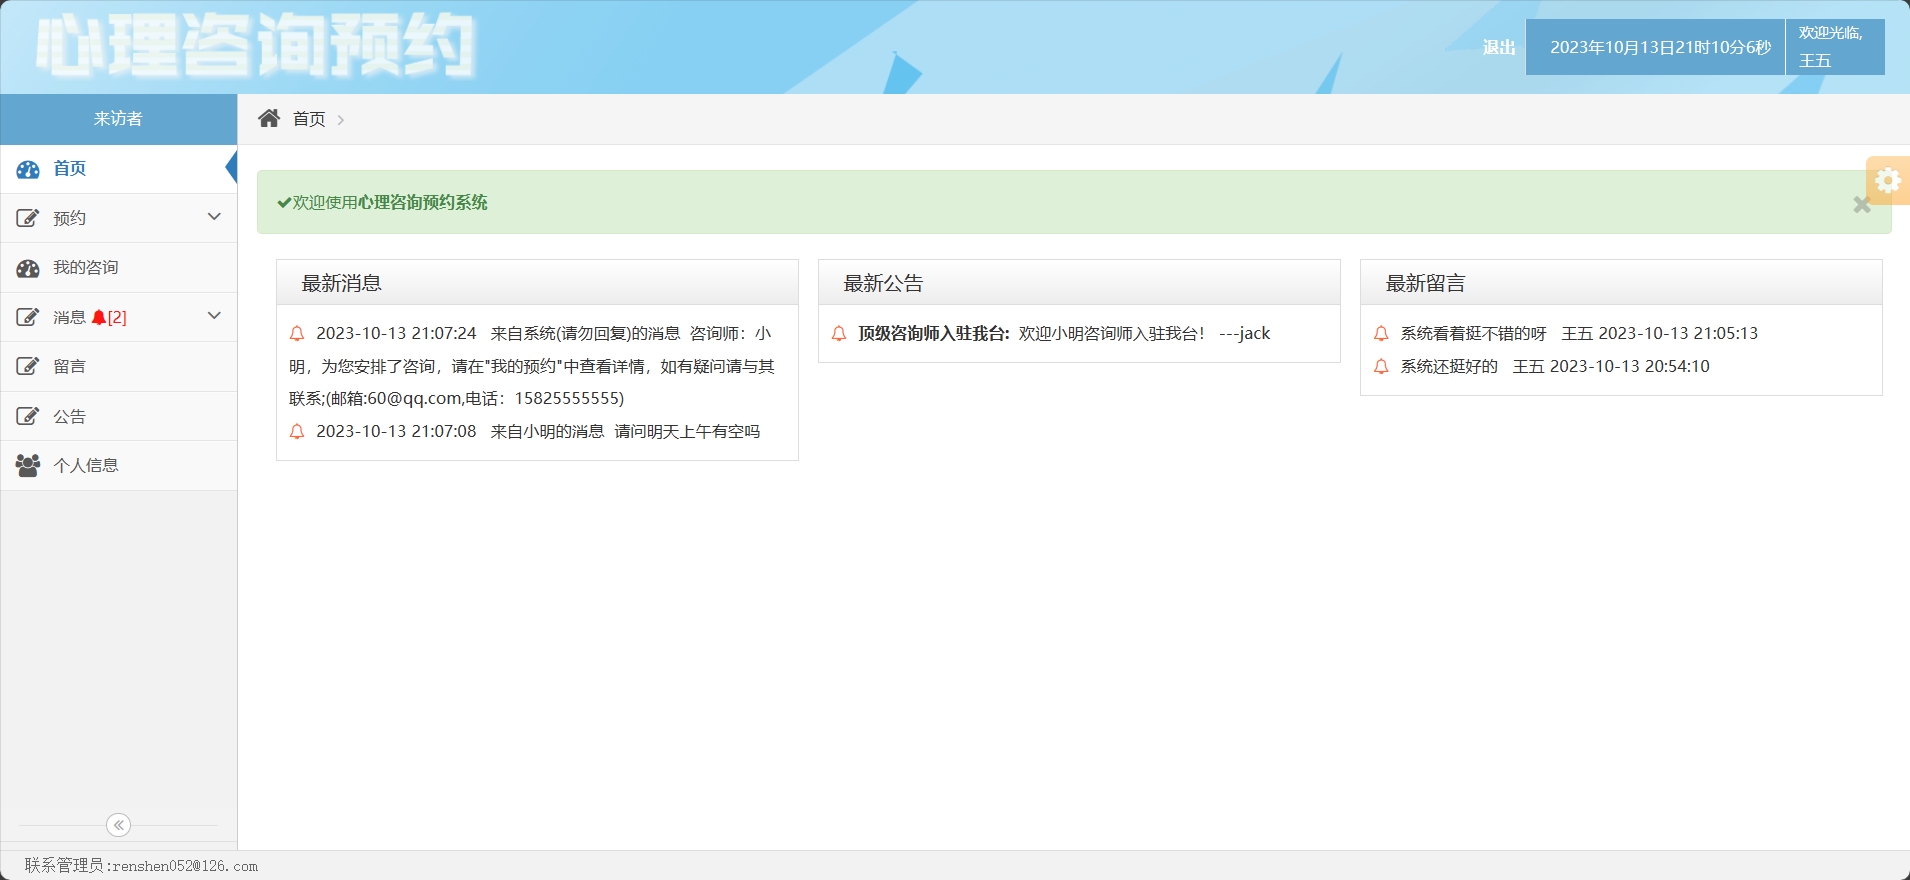 心理咨询预约
退出
2023年10月13日21时10分6秒
欢迎光临,
王五
来访者
首页
首页
预约
我的咨询
消息 [2]
留言
公告
个人信息
欢迎使用心理咨询预约系统
最新消息
2023-10-13 21:07:24 来自系统(请勿回复)的消息 咨询师：小
明，为您安排了咨询，请在"我的预约"中查看详情，如有疑问请与其
联系;(邮箱:60@qq.com,电话：15825555555)
2023-10-13 21:07:08 来自小明的消息 请问明天上午有空吗
最新公告
顶级咨询师入驻我台: 欢迎小明咨询师入驻我台！ ---jack
最新留言
系统看着挺不错的呀 王五 2023-10-13 21:05:13
系统还挺好的 王五 2023-10-13 20:54:10
联系管理员:renshen052@126.com